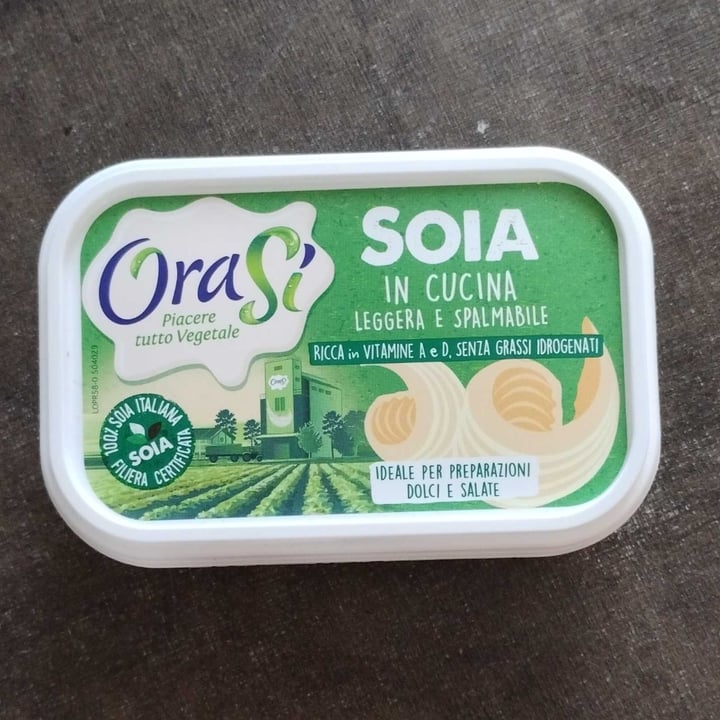 OraSì
Piacere
tutto Vegetale
SOIA
IN CUCINA
LEGGERA E SPALMABILE
RICCA in VITAMINE A e D, SENZA GRASSI IDROGENATI
OraSì
100% SOIA ITALIANA
SOIA
FILIERA CERTIFICATA
IDEALE PER PREPARAZIONI
DOLCI E SALATE